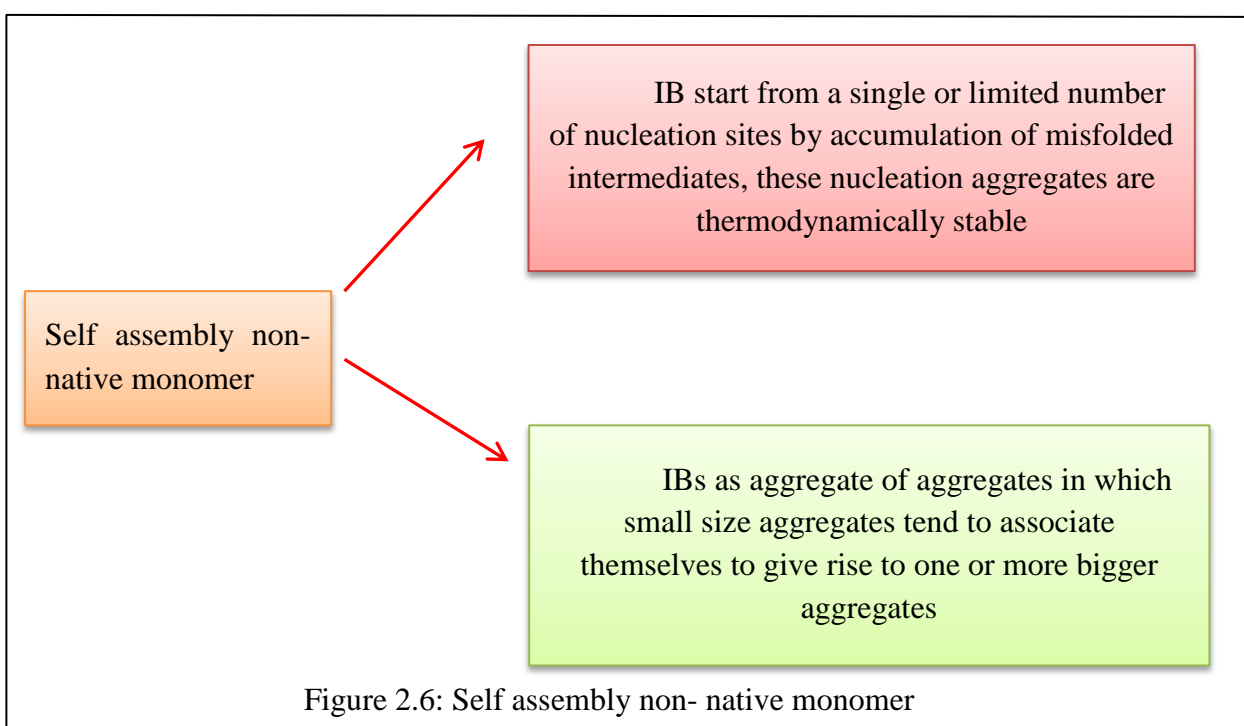 IB start from a single or limited number
of nucleation sites by accumulation of misfolded
intermediates, these nucleation aggregates are
thermodynamically stable
Self assembly non-
native monomer
IBs as aggregate of aggregates in which
small size aggregates tend to associate
themselves to give rise to one or more bigger
aggregates
Figure 2.6: Self assembly non- native monomer